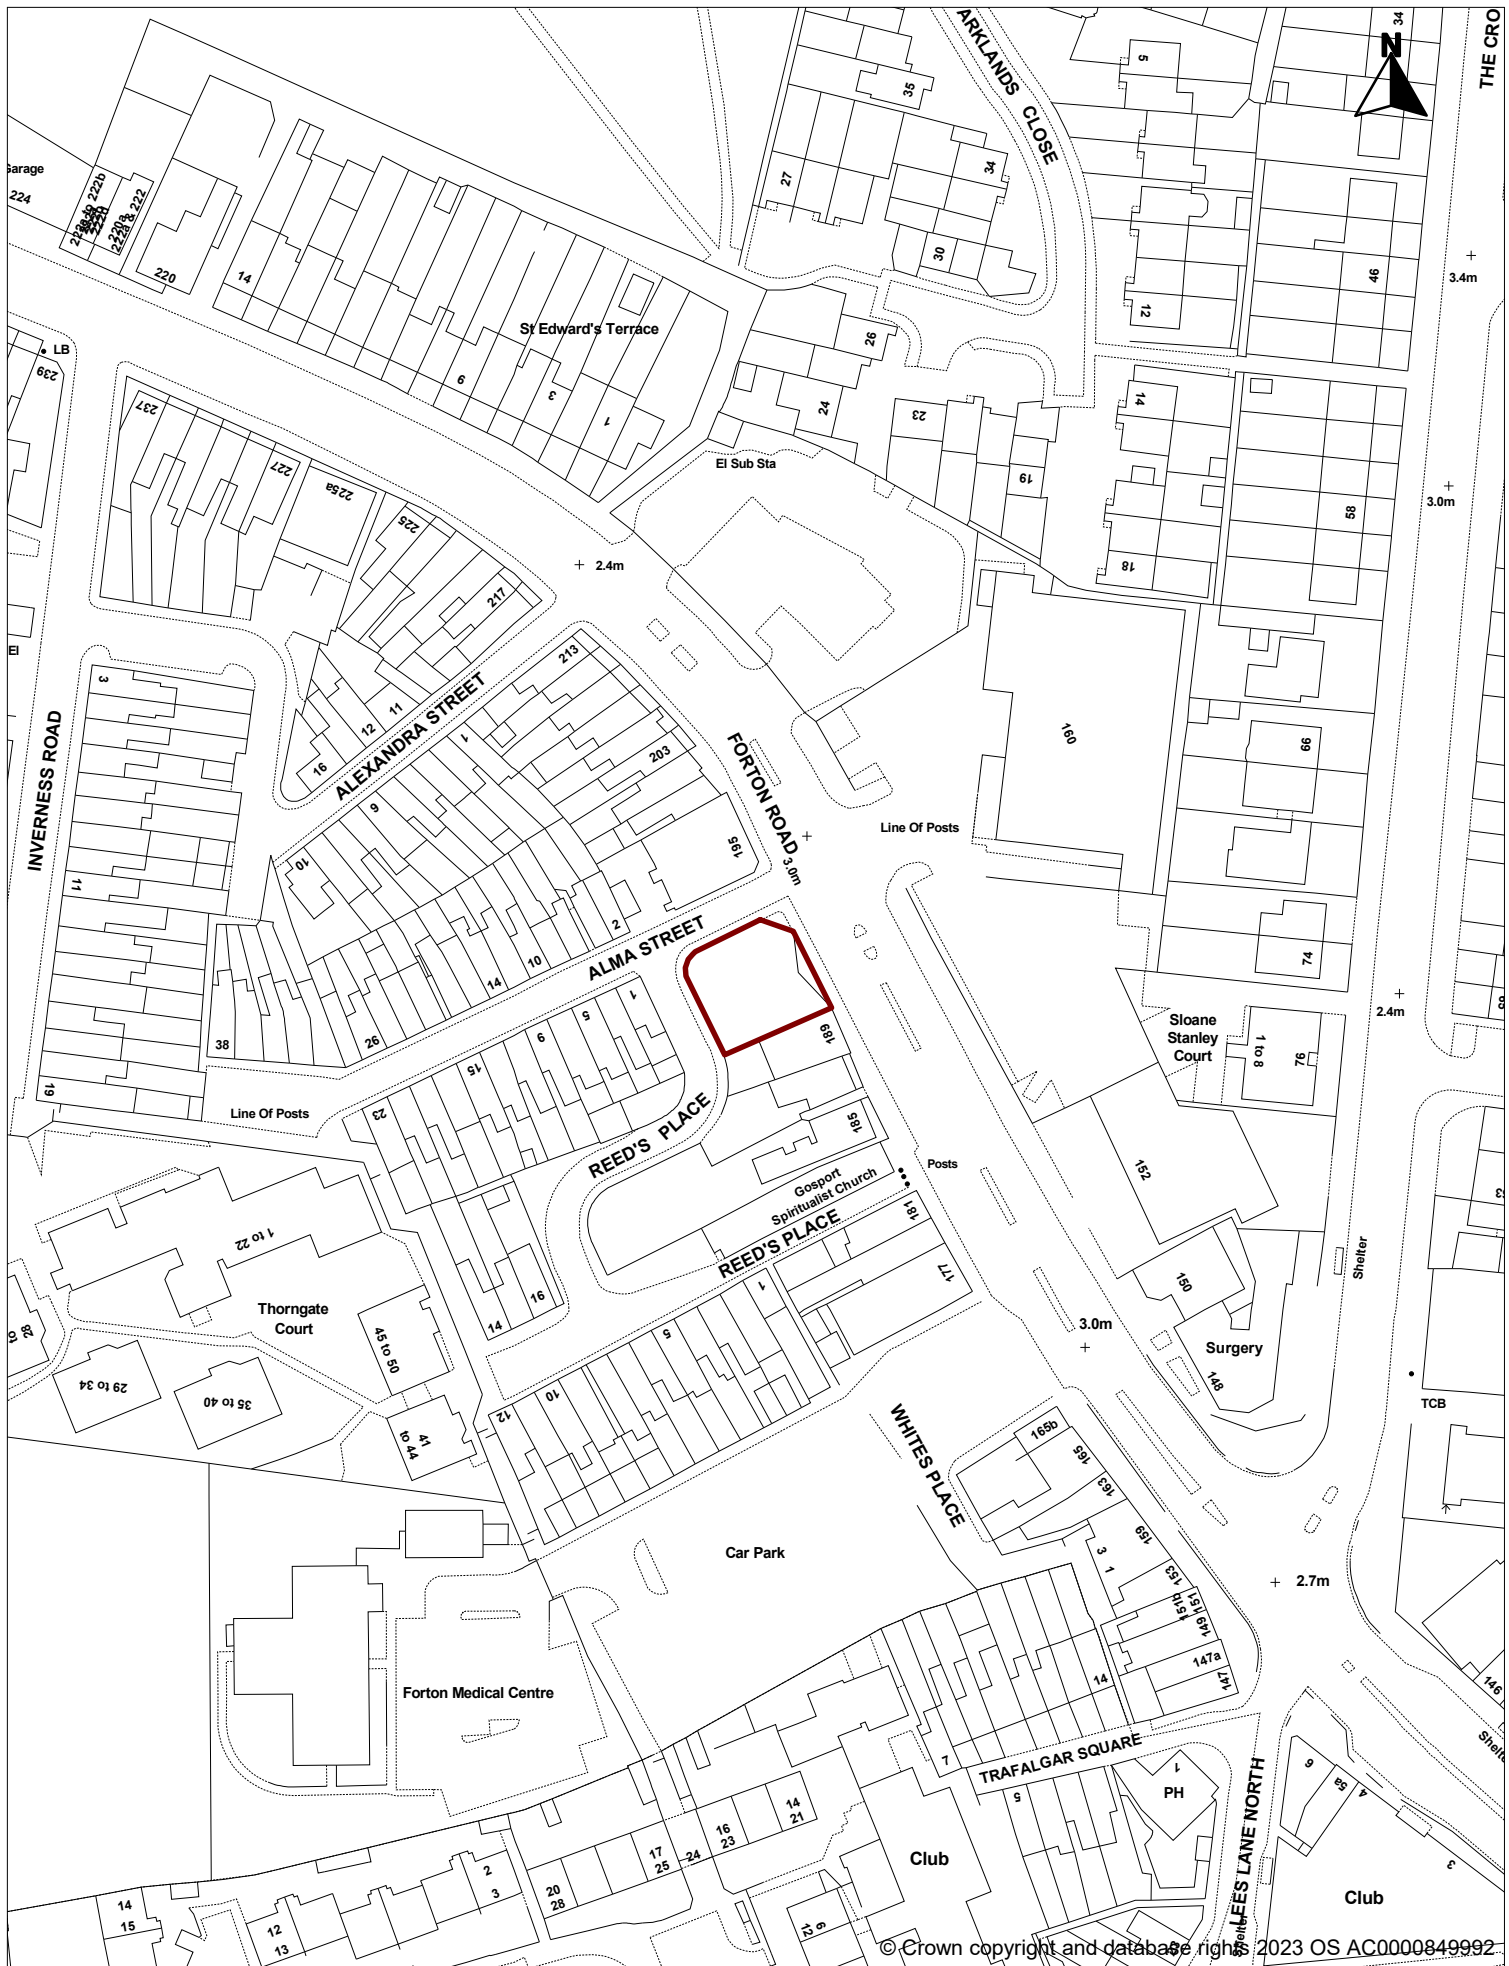 ARKLANDS CLOSE
34
N
THE CRO
5
35
Garage
224
222b
220a
222a & 222
220
14
27
34
30
12
46
3.4m
St Edward's Terrace
LB
239
26
9
3
1
24
23
14
237
227
225a
225
El Sub Sta
19
58
3.0m
2.4m
18
217
El
213
3
INVERNESS ROAD
11
12
16
ALEXANDRA STREET
1
203
FORTON ROAD
160
66
9
195
3.0m
Line Of Posts
10
11
2
ALMA STREET
10
14
74
38
26
1
5
9
15
23
189
2.4m
Sloane
Stanley
Court
1 to 8
76
19
Line Of Posts
REED'S PLACE
185
Gosport
Spiritualist Church
Posts
152
181
REED'S PLACE
1 to 22
177
Shelter
Thorngate
Court
45 to 50
16
14
1
5
150
3.0m
Surgery
148
28
29 to 34
35 to 40
41
to 44
10
12
TCB
WHITES PLACE
165b
165
163
Car Park
159
3
1
153
151
151b
149
2.7m
147a
147
14
146
Forton Medical Centre
7
TRAFALGAR SQUARE
5
1
PH
LEES LANE NORTH
Shelter
6
5a
4
3
14
21
16
23
17
25
24
Club
Club
2
3
20
28
14
15
12
13
6
12
Shelter
© Crown copyright and database rights 2023 OS AC0000849992